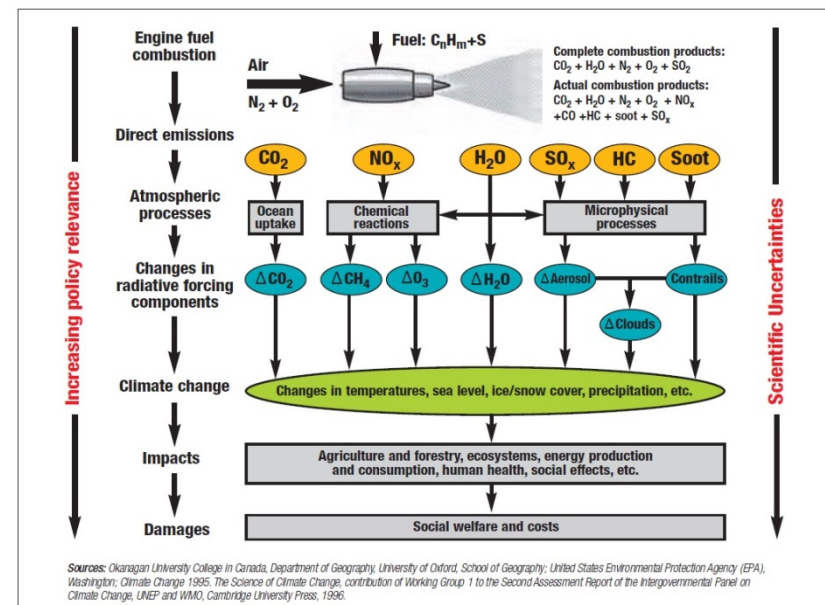 Engine fuel
combustion
Fuel: CnHm+S
Air
N2 + O2
Complete combustion products:
CO2 + H2O + N2 + O2 + SO2
Actual combustion products:
CO2 + H2O + N2 + O2 + NOx
+CO +HC + soot + SOx
Direct emissions
CO2
NOx
H2O
SOx
HC
Soot
Atmospheric
processes
Ocean
uptake
Chemical
reactions
Microphysical
processes
Changes in
radiative forcing
components
ΔCO2
ΔCH4
ΔO3
ΔH2O
ΔAerosol
Contrails
ΔClouds
Climate change
Changes in temperatures, sea level, ice/snow cover, precipitation, etc.
Impacts
Agriculture and forestry, ecosystems, energy production
and consumption, human health, social effects, etc.
Damages
Social welfare and costs
Increasing policy relevance
Scientific Uncertainties
Sources: Okanagan University College in Canada, Department of Geography, University of Oxford, School of Geography; United States Environmental Protection Agency (EPA),
Washington; Climate Change 1995. The Science of Climate Change, contribution of Working Group 1 to the Second Assessment Report of the Intergovernmental Panel on
Climate Change, UNEP and WMO, Cambridge University Press, 1996.